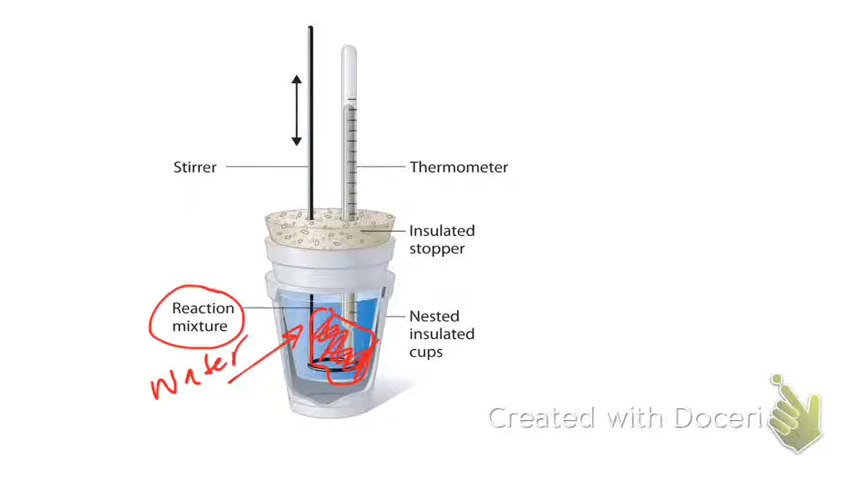 Stirrer
Thermometer
Insulated
stopper
Reaction
mixture
Nested
insulated
cups
Water
Created with Doceri